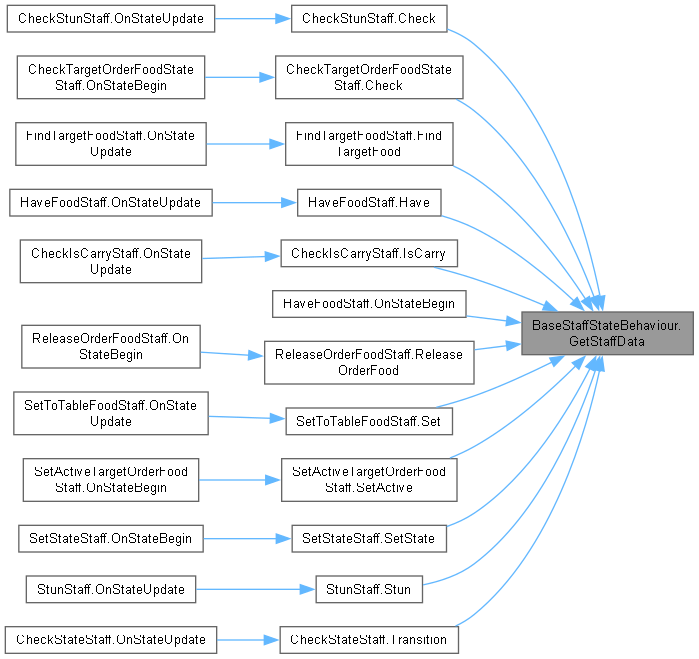 CheckStunStaff.OnStateUpdate
CheckStunStaff.Check
CheckTargetOrderFoodState
Staff.OnStateBegin
CheckTargetOrderFoodState
Staff.Check
FindTargetFoodStaff.OnState
Update
FindTargetFoodStaff.Find
TargetFood
HaveFoodStaff.OnStateUpdate
HaveFoodStaff.Have
CheckIsCarryStaff.OnState
Update
CheckIsCarryStaff.IsCarry
HaveFoodStaff.OnStateBegin
BaseStaffStateBehaviour.
GetStaffData
ReleaseOrderFoodStaff.On
StateBegin
ReleaseOrderFoodStaff.Release
OrderFood
SetToTableFoodStaff.OnState
Update
SetToTableFoodStaff.Set
SetActiveTargetOrderFood
Staff.OnStateBegin
SetActiveTargetOrderFood
Staff.SetActive
SetStateStaff.OnStateBegin
SetStateStaff.SetState
StunStaff.OnStateUpdate
StunStaff.Stun
CheckStateStaff.OnStateUpdate
CheckStateStaff.Transition